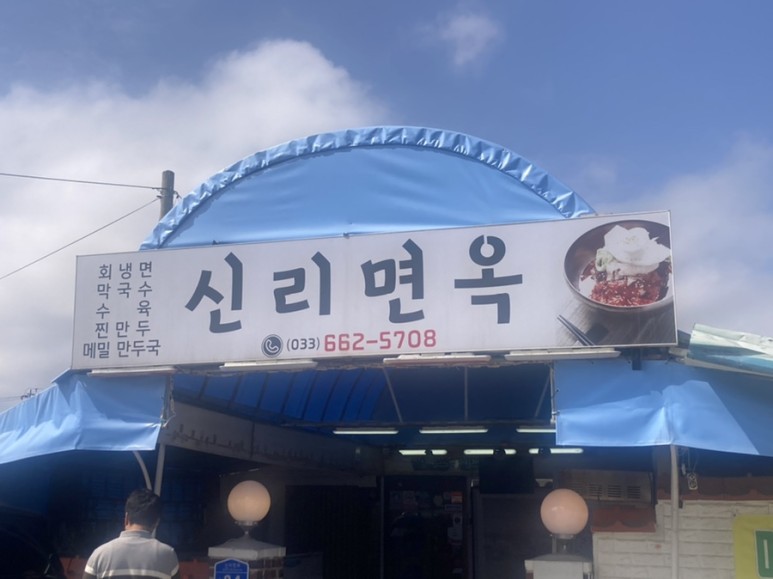 회 냉 면
막 국 수
수 육
찐 만 두
메밀 만두국
신리면옥
(033) 662-5708